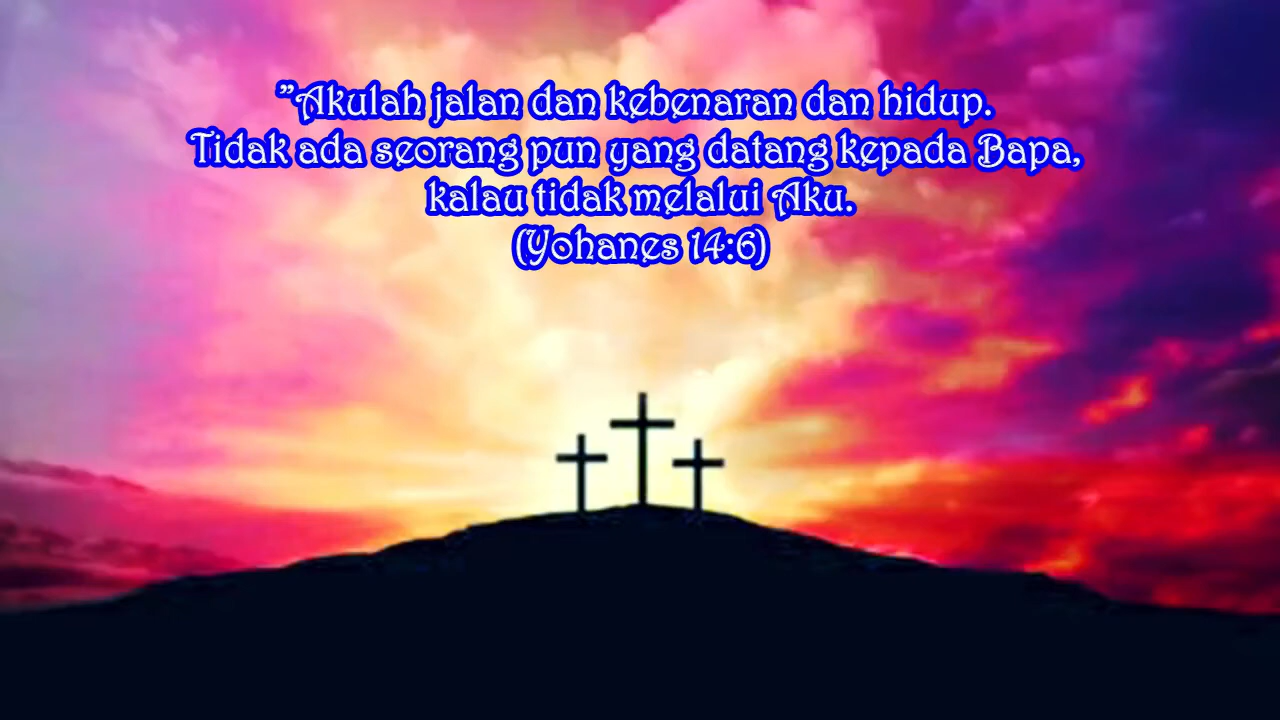 ”Akulah jalan dan kebenaran dan hidup.
Tidak ada seorang pun yang datang kepada Bapa,
kalau tidak melalui Aku.
(Yohanes 14:6)